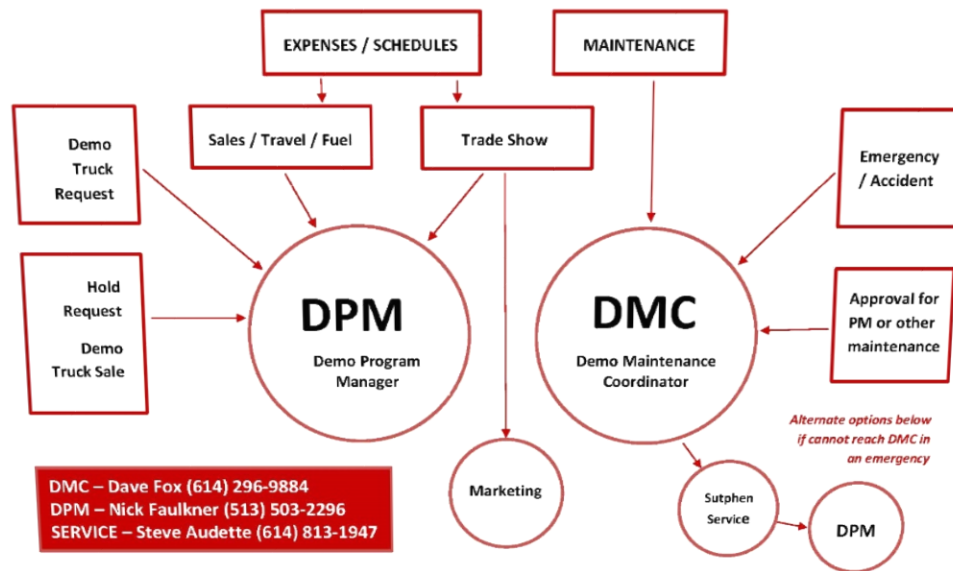 EXPENSES / SCHEDULES
MAINTENANCE
Demo
Truck
Request
Sales / Travel / Fuel
Trade Show
Emergency
/ Accident
Hold
Request
Demo
Truck Sale
DPM
Demo Program
Manager
DMC
Demo Maintenance
Coordinator
Approval for
PM or other
maintenance
Alternate options below
if cannot reach DMC in
an emergency
DMC – Dave Fox (614) 296-9884
DPM – Nick Faulkner (513) 503-2296
SERVICE – Steve Audette (614) 813-1947
Marketing
Sutphen
Service
DPM